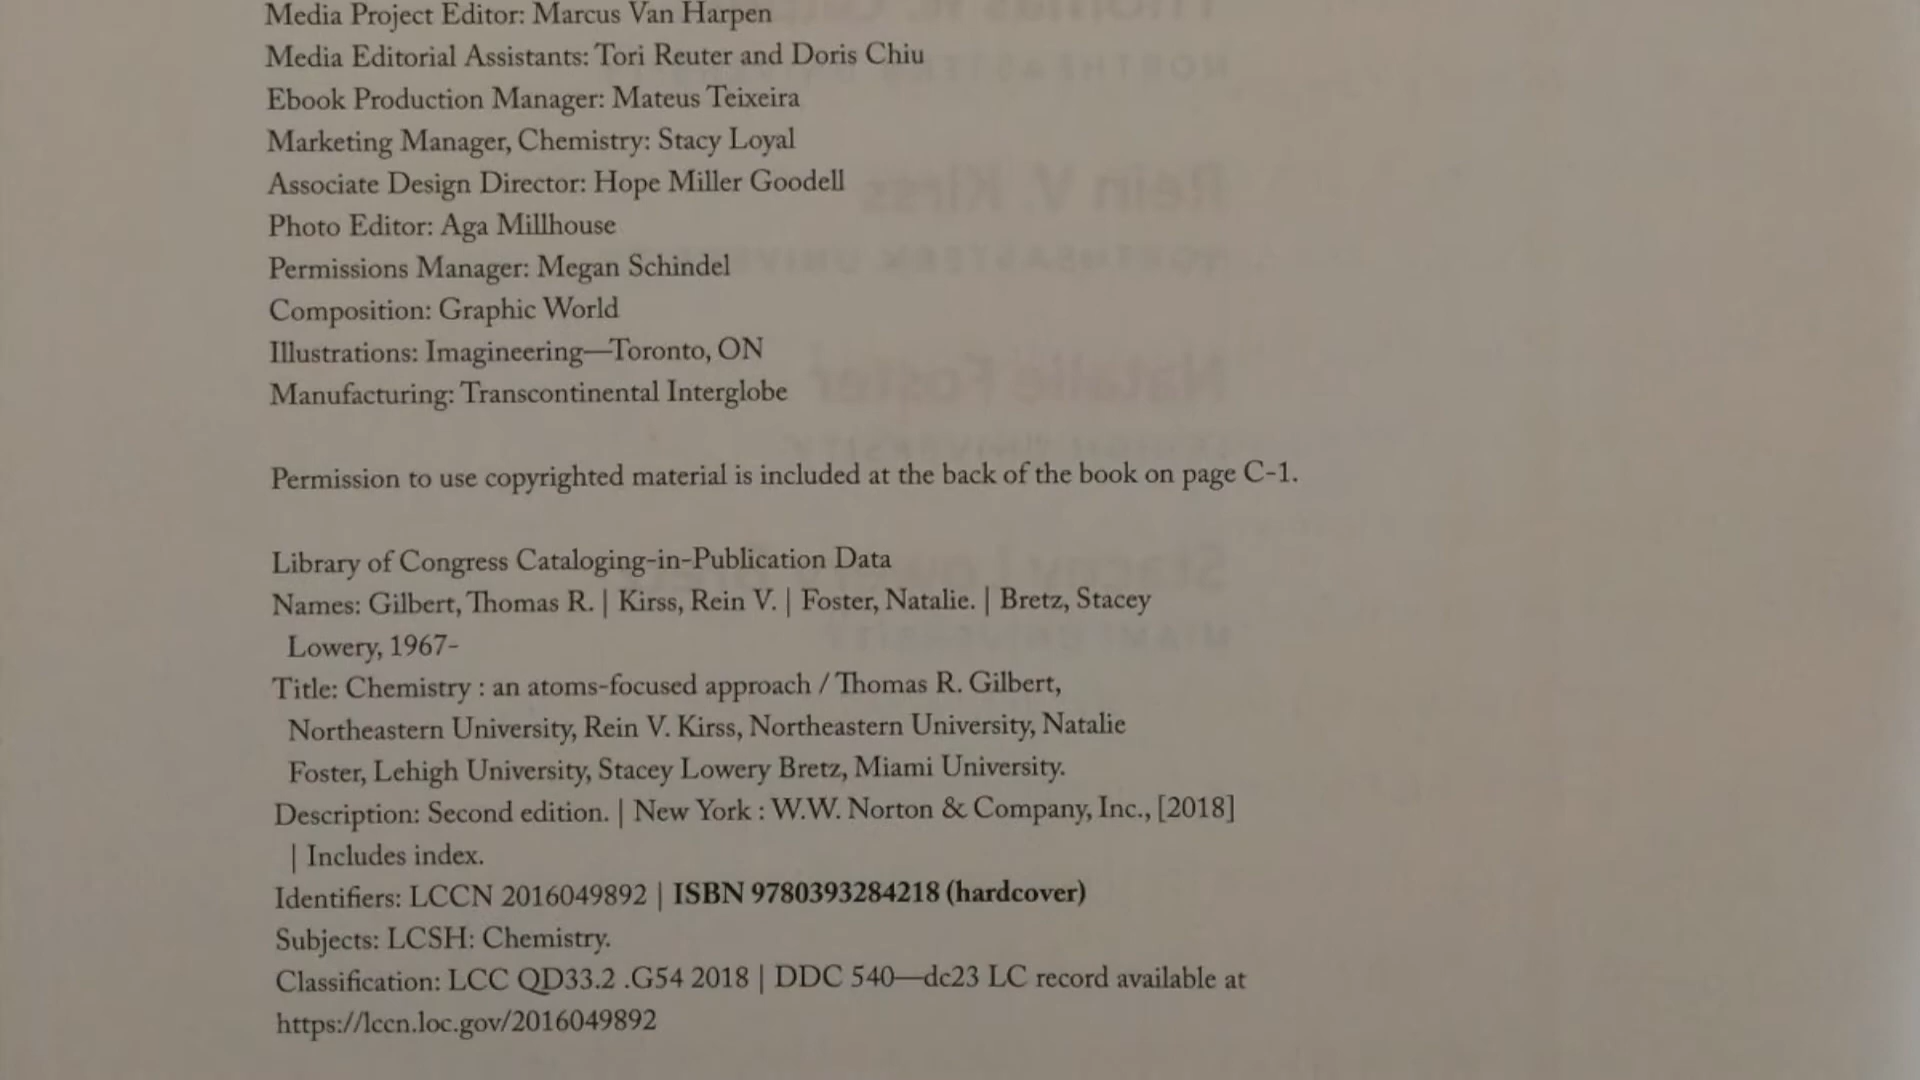 Media Project Editor: Marcus Van Harpen
Media Editorial Assistants: Tori Reuter and Doris Chiu
Ebook Production Manager: Mateus Teixeira
Marketing Manager, Chemistry: Stacy Loyal
Associate Design Director: Hope Miller Goodell
Photo Editor: Aga Millhouse
Permissions Manager: Megan Schindel
Composition: Graphic World
Illustrations: Imagineering—Toronto, ON
Manufacturing: Transcontinental Interglobe
Permission to use copyrighted material is included at the back of the book on page C-1.
Library of Congress Cataloging-in-Publication Data
Names: Gilbert, Thomas R. | Kirss, Rein V. | Foster, Natalie. | Bretz, Stacey
Lowery, 1967-
Title: Chemistry : an atoms-focused approach / Thomas R. Gilbert,
Northeastern University, Rein V. Kirss, Northeastern University, Natalie
Foster, Lehigh University, Stacey Lowery Bretz, Miami University.
Description: Second edition. | New York : W.W. Norton & Company, Inc., [2018]
| Includes index.
Identifiers: LCCN 2016049892 | ISBN 9780393284218 (hardcover)
Subjects: LCSH: Chemistry.
Classification: LCC QD33.2 .G54 2018 | DDC 540—dc23 LC record available at
https://lccn.loc.gov/2016049892